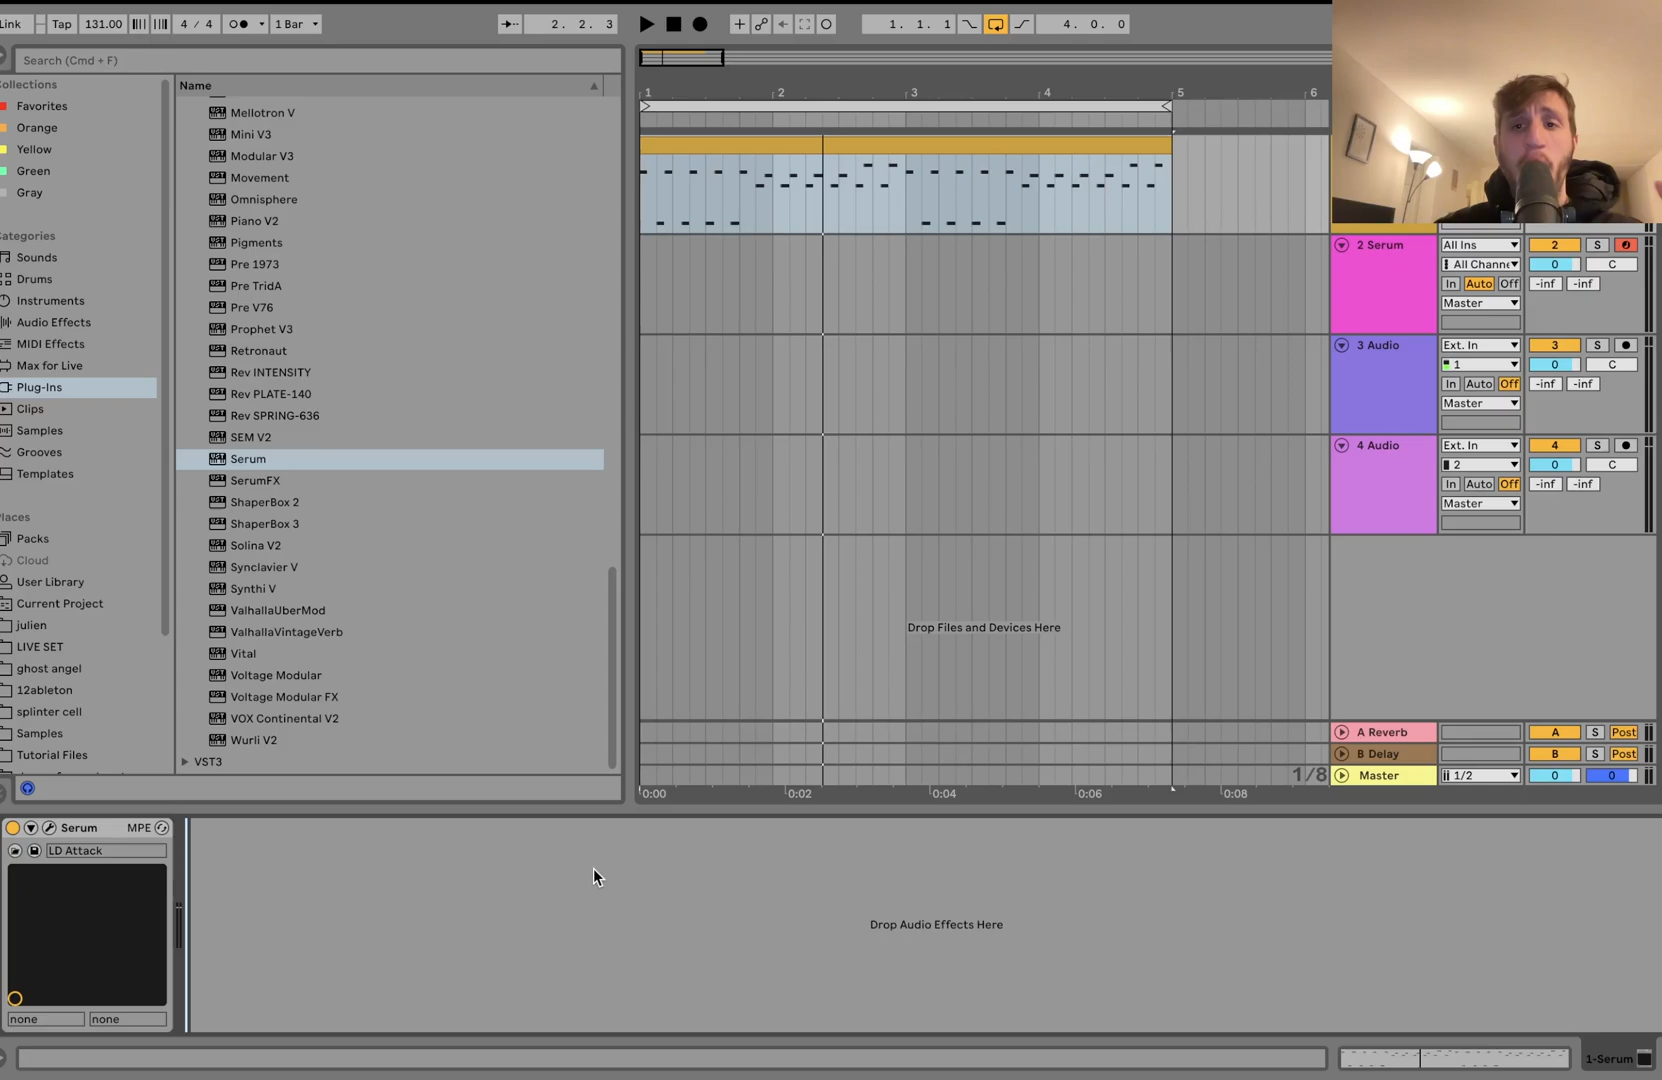 Link Tap 131.00 4 / 4 1 Bar 2. 2. 3 1. 1. 1 4. 0. 0
Search (Cmd + F)
Collections
Favorites
Orange
Yellow
Green
Gray
Categories
Sounds
Drums
Instruments
Audio Effects
MIDI Effects
Max for Live
Plug-Ins
Clips
Samples
Grooves
Templates
Places
Packs
Cloud
User Library
Current Project
julien
LIVE SET
ghost angel
12ableton
splinter cell
Samples
Tutorial Files
Name
Mellotron V
Mini V3
Modular V3
Movement
Omnisphere
Piano V2
Pigments
Pre 1973
Pre TridA
Pre V76
Prophet V3
Retronaut
Rev INTENSITY
Rev PLATE-140
Rev SPRING-636
SEM V2
Serum
SerumFX
ShaperBox 2
ShaperBox 3
Solina V2
Synclavier V
Synthi V
ValhallaUberMod
ValhallaVintageVerb
Vital
Voltage Modular
Voltage Modular FX
VOX Continental V2
Wurli V2
VST3
1 2 3 4 5 6
Drop Files and Devices Here
1/8
0:00 0:02 0:04 0:06 0:08
2 Serum All Ins 2 S
All Channe 0 C
In Auto Off -inf -inf
Master
3 Audio Ext. In 3 S
1 0 C
In Auto Off -inf -inf
Master
4 Audio Ext. In 4 S
2 0 C
In Auto Off -inf -inf
Master
A Reverb A S Post
B Delay B S Post
Master 1/2 0 0
Serum MPE
LD Attack
none none
Drop Audio Effects Here
1-Serum